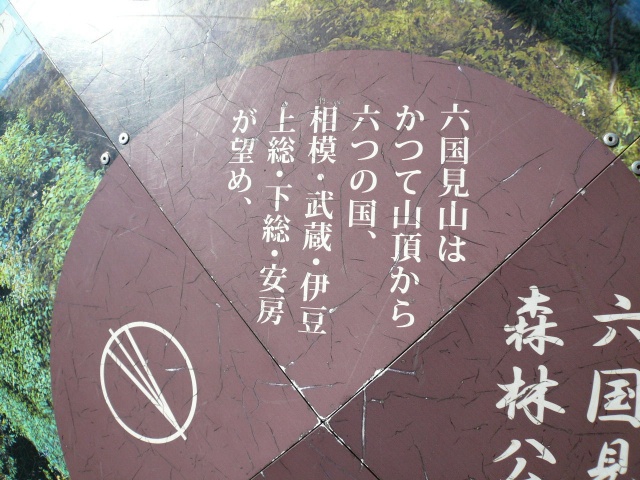 六国見
森林公
六国見山は
かつて山頂から
六つの国、
相模・武蔵・伊豆
上総・下総・安房
が望め、